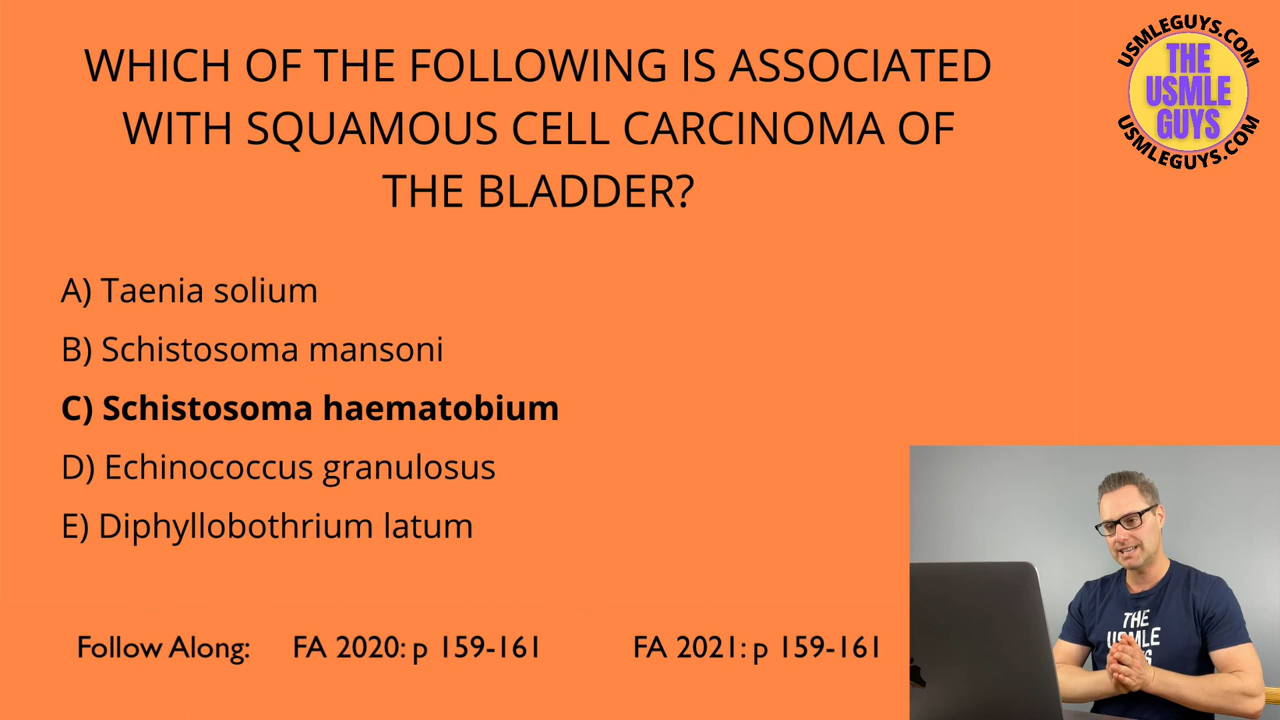 WHICH OF THE FOLLOWING IS ASSOCIATED
WITH SQUAMOUS CELL CARCINOMA OF
THE BLADDER?
USMLEGUYS.COM
THE
USMLE
GUYS
USMLEGUYS.COM
A) Taenia solium
B) Schistosoma mansoni
C) Schistosoma haematobium
D) Echinococcus granulosus
E) Diphyllobothrium latum
Follow Along: FA 2020: p 159-161 FA 2021: p 159-161
THE
USMLE